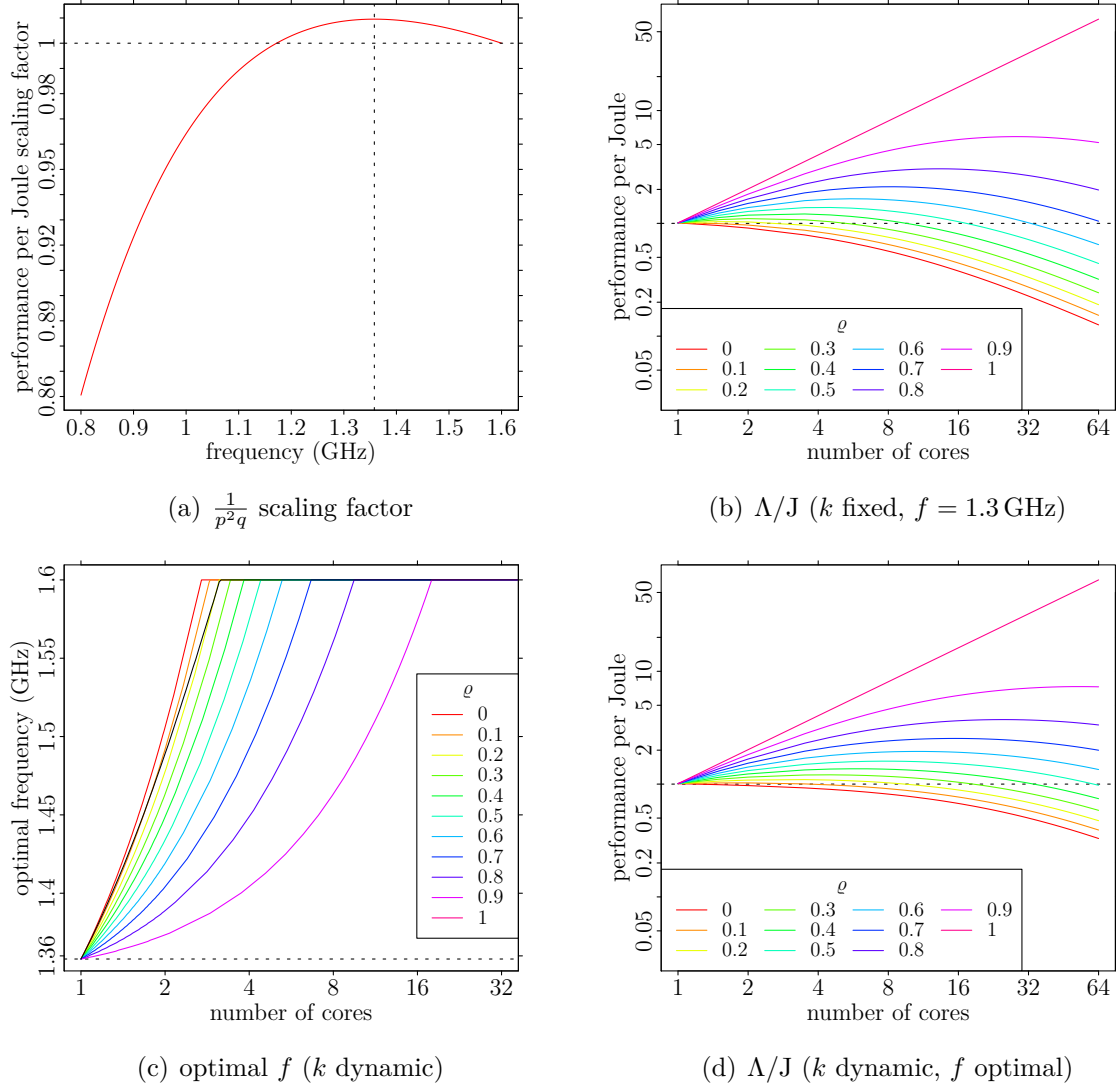 performance per Joule scaling factor
1
0.98
0.95
0.92
0.89
0.86
0.8 0.9 1 1.1 1.2 1.3 1.4 1.5 1.6
frequency (GHz)
(a) 1/p²q scaling factor
performance per Joule
50
10
5
2
1
0.5
0.2
0.05
ϱ
0 0.3 0.6 0.9
0.1 0.4 0.7 1
0.2 0.5 0.8
1 2 4 8 16 32 64
number of cores
(b) Λ/J (k fixed, f = 1.3 GHz)
optimal frequency (GHz)
1.6
1.55
1.5
1.45
1.4
1.36
ϱ
0
0.1
0.2
0.3
0.4
0.5
0.6
0.7
0.8
0.9
1
1 2 4 8 16 32
number of cores
(c) optimal f (k dynamic)
performance per Joule
50
10
5
2
1
0.5
0.2
0.05
ϱ
0 0.3 0.6 0.9
0.1 0.4 0.7 1
0.2 0.5 0.8
1 2 4 8 16 32 64
number of cores
(d) Λ/J (k dynamic, f optimal)